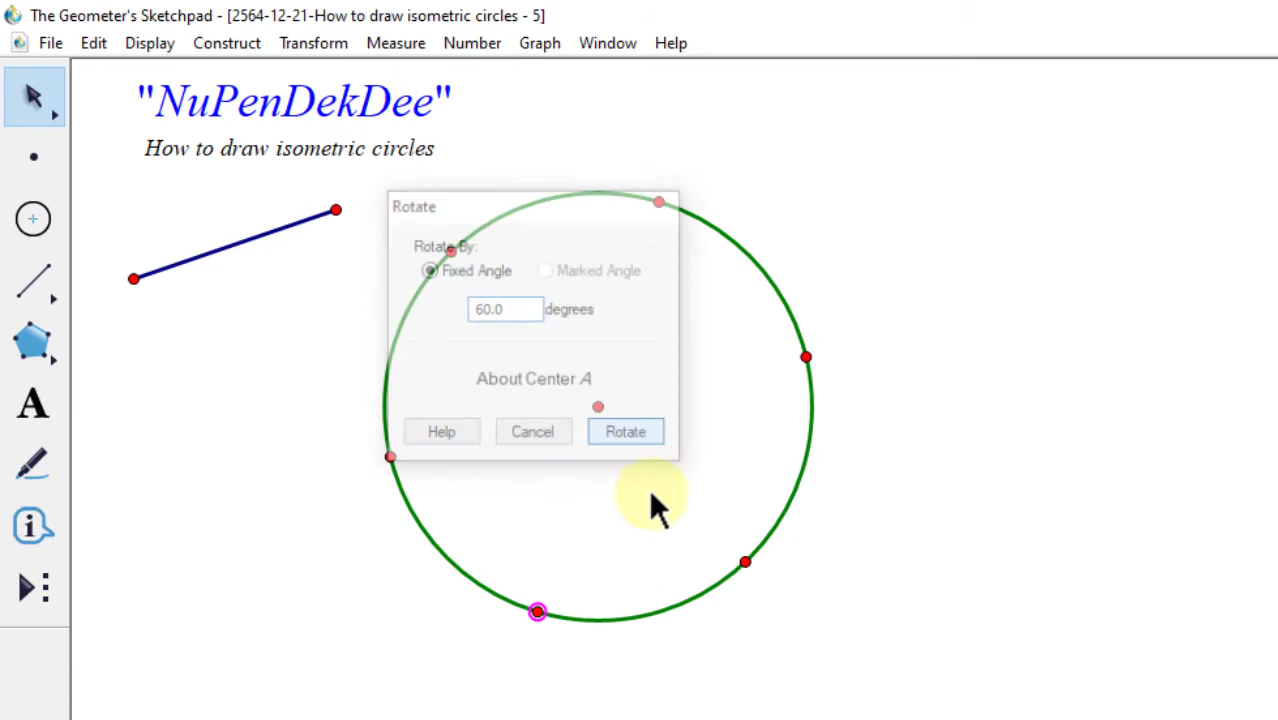 The Geometer's Sketchpad - [2564-12-21-How to draw isometric circles - 5]
File Edit Display Construct Transform Measure Number Graph Window Help
"NuPenDekDee"
How to draw isometric circles
Rotate
Rotate By:
Fixed Angle Marked Angle
60.0 degrees
About Center A
Help Cancel Rotate
A